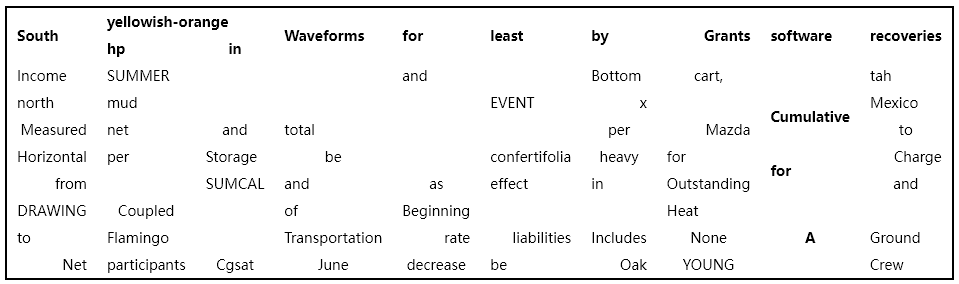 yellowish-orange
South hp in Waveforms for least by Grants software recoveries
Income SUMMER and Bottom cart, tah
north mud EVENT x Mexico
Cumulative
Measured net and total per Mazda to
Horizontal per Storage be confertifolia heavy for Charge
for
from SUMCAL and as effect in Outstanding and
DRAWING Coupled of Beginning Heat
to Flamingo Transportation rate liabilities Includes None A Ground
Net participants Cgsat June decrease be Oak YOUNG Crew